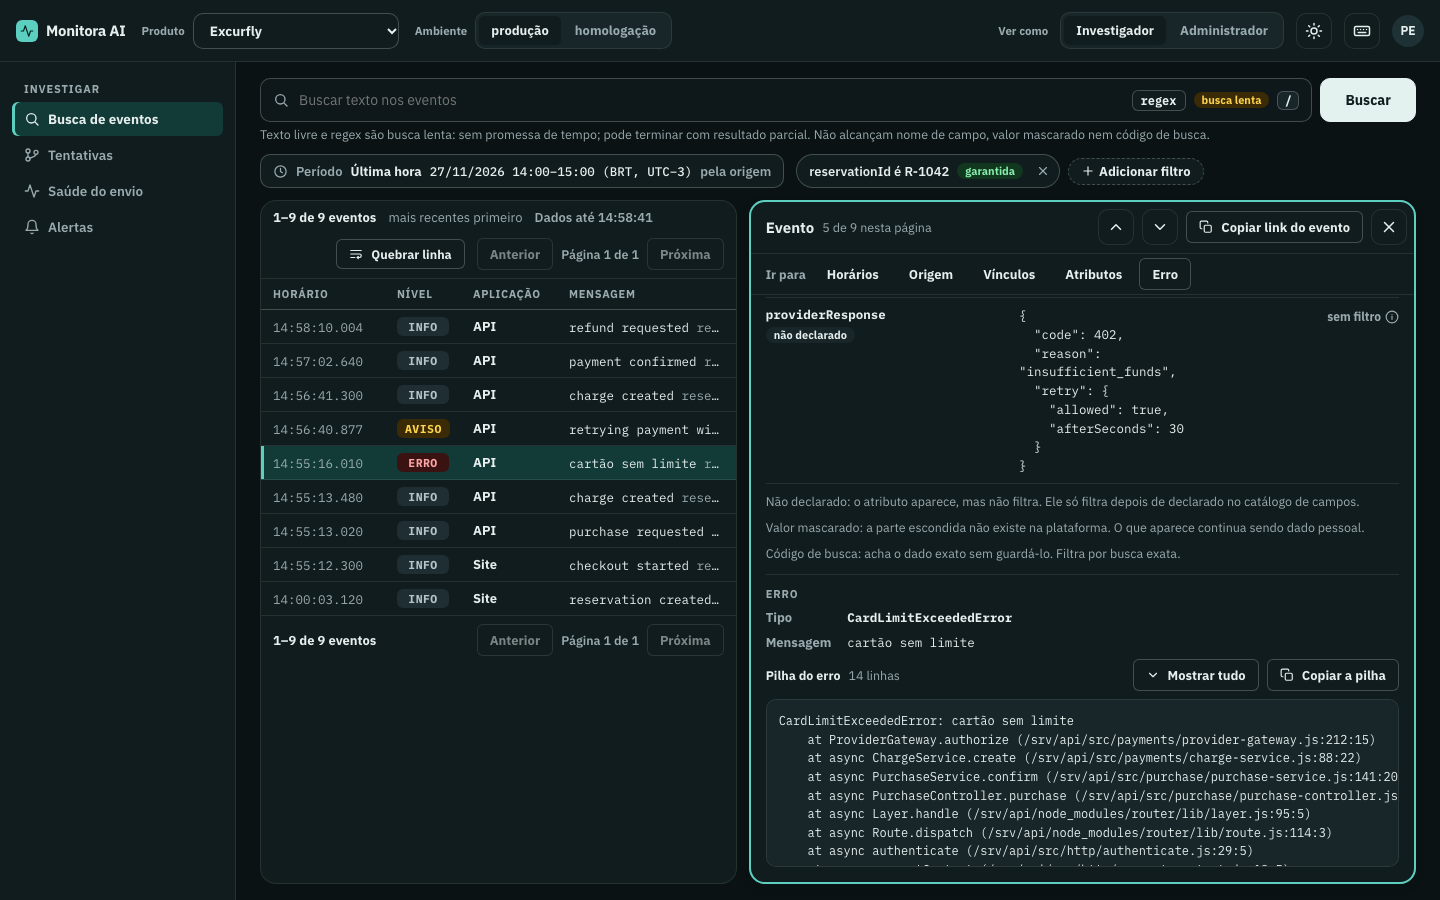 Monitora AI Produto Excurfly Ambiente produção homologação Ver como Investigador Administrador PE
INVESTIGAR
Busca de eventos
Tentativas
Saúde do envio
Alertas
Buscar texto nos eventos regex busca lenta / Buscar
Texto livre e regex são busca lenta: sem promessa de tempo; pode terminar com resultado parcial. Não alcançam nome de campo, valor mascarado nem código de busca.
Período Última hora 27/11/2026 14:00–15:00 (BRT, UTC−3) pela origem reservationId é R-1042 garantida Adicionar filtro
1–9 de 9 eventos mais recentes primeiro Dados até 14:58:41
Quebrar linha Anterior Página 1 de 1 Próxima
HORÁRIO NÍVEL APLICAÇÃO MENSAGEM
14:58:10.004 INFO API refund requested re…
14:57:02.640 INFO API payment confirmed r…
14:56:41.300 INFO API charge created rese…
14:56:40.877 AVISO API retrying payment wi…
14:55:16.010 ERRO API cartão sem limite r…
14:55:13.480 INFO API charge created rese…
14:55:13.020 INFO API purchase requested …
14:55:12.300 INFO Site checkout started re…
14:00:03.120 INFO Site reservation created…
1–9 de 9 eventos Anterior Página 1 de 1 Próxima
Evento 5 de 9 nesta página Copiar link do evento
Ir para Horários Origem Vínculos Atributos Erro
providerResponse { sem filtro
não declarado "code": 402,
"reason":
"insufficient_funds",
"retry": {
"allowed": true,
"afterSeconds": 30
}
}
Não declarado: o atributo aparece, mas não filtra. Ele só filtra depois de declarado no catálogo de campos.
Valor mascarado: a parte escondida não existe na plataforma. O que aparece continua sendo dado pessoal.
Código de busca: acha o dado exato sem guardá-lo. Filtra por busca exata.
ERRO
Tipo CardLimitExceededError
Mensagem cartão sem limite
Pilha do erro 14 linhas Mostrar tudo Copiar a pilha
CardLimitExceededError: cartão sem limite
at ProviderGateway.authorize (/srv/api/src/payments/provider-gateway.js:212:15)
at async ChargeService.create (/srv/api/src/payments/charge-service.js:88:22)
at async PurchaseService.confirm (/srv/api/src/purchase/purchase-service.js:141:20
at async PurchaseController.purchase (/srv/api/src/purchase/purchase-controller.js
at async Layer.handle (/srv/api/node_modules/router/lib/layer.js:95:5)
at async Route.dispatch (/srv/api/node_modules/router/lib/route.js:114:3)
at async authenticate (/srv/api/src/http/authenticate.js:29:5)